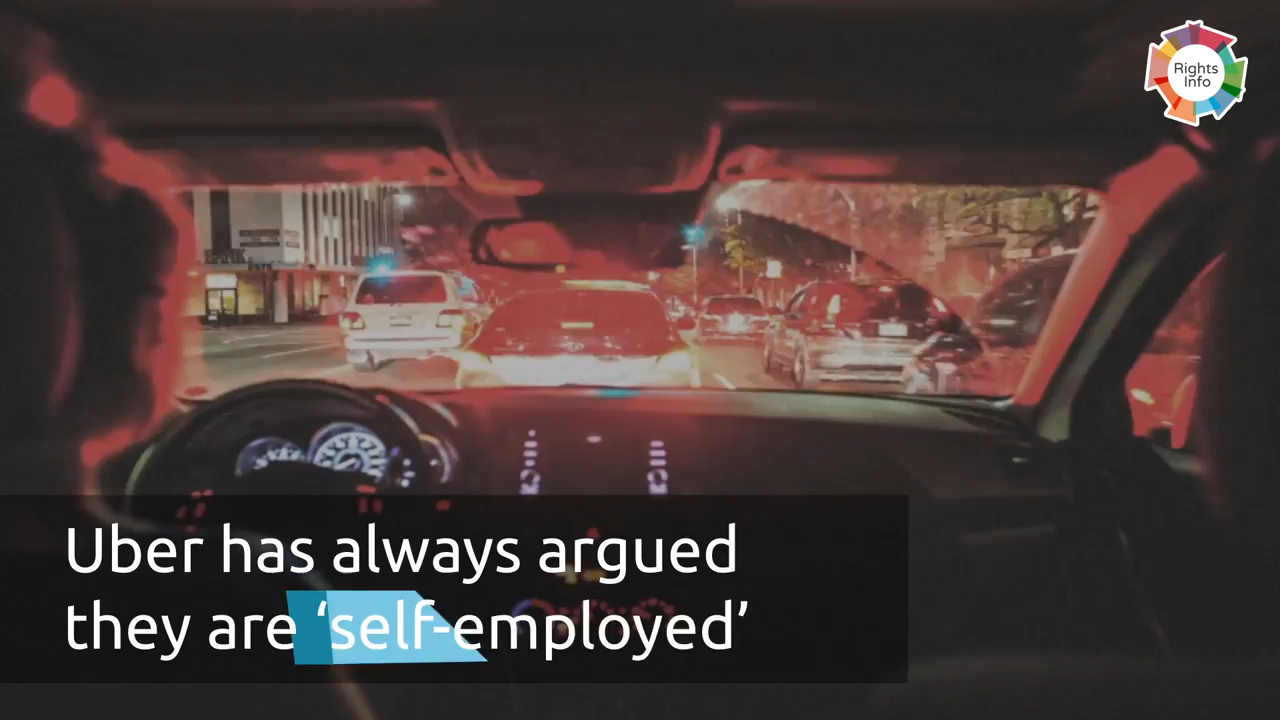 Rights
Info
Uber has always argued
they are ‘self-employed’